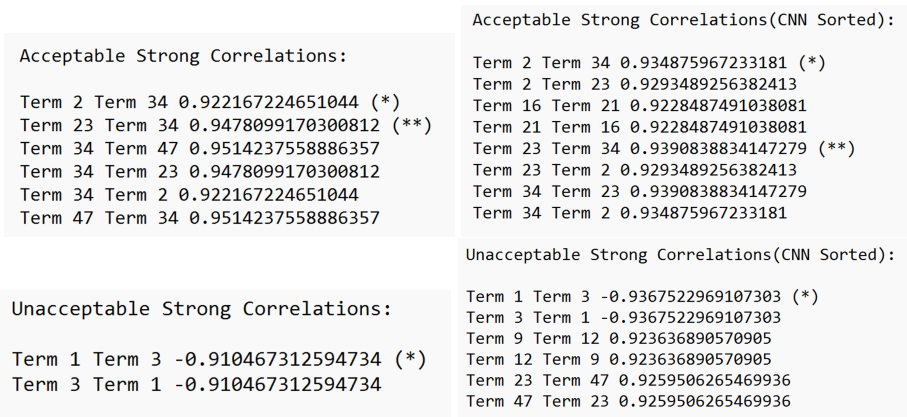 Acceptable Strong Correlations:
Term 2 Term 34 0.922167224651044 (*)
Term 23 Term 34 0.9478099170300812 (**)
Term 34 Term 47 0.9514237558886357
Term 34 Term 23 0.9478099170300812
Term 34 Term 2 0.922167224651044
Term 47 Term 34 0.9514237558886357
Acceptable Strong Correlations(CNN Sorted):
Term 2 Term 34 0.934875967233181 (*)
Term 2 Term 23 0.9293489256382413
Term 16 Term 21 0.9228487491038081
Term 21 Term 16 0.9228487491038081
Term 23 Term 34 0.9390838834147279 (**)
Term 23 Term 2 0.9293489256382413
Term 34 Term 23 0.9390838834147279
Term 34 Term 2 0.934875967233181
Unacceptable Strong Correlations:
Term 1 Term 3 -0.910467312594734 (*)
Term 3 Term 1 -0.910467312594734
Unacceptable Strong Correlations(CNN Sorted):
Term 1 Term 3 -0.9367522969107303 (*)
Term 3 Term 1 -0.9367522969107303
Term 9 Term 12 0.923636890570905
Term 12 Term 9 0.923636890570905
Term 23 Term 47 0.9259506265469936
Term 47 Term 23 0.9259506265469936